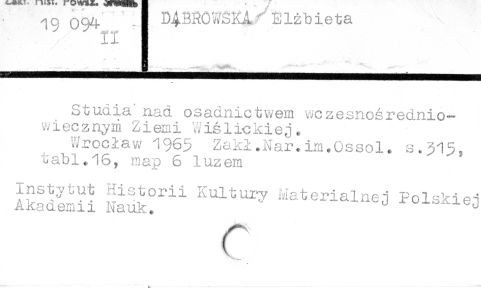 Zakł. Hist. Powsz. Średn.
19 094
II
DĄBROWSKA Elżbieta
Studia nad osadnictwem wczesnośrednio-
wiecznym Ziemi Wiślickiej.
Wrocław 1965 Zakł.Nar.im.Ossol. s.315,
tabl.16, map 6 luzem
Instytut Historii Kultury Materialnej Polskiej
Akademii Nauk.